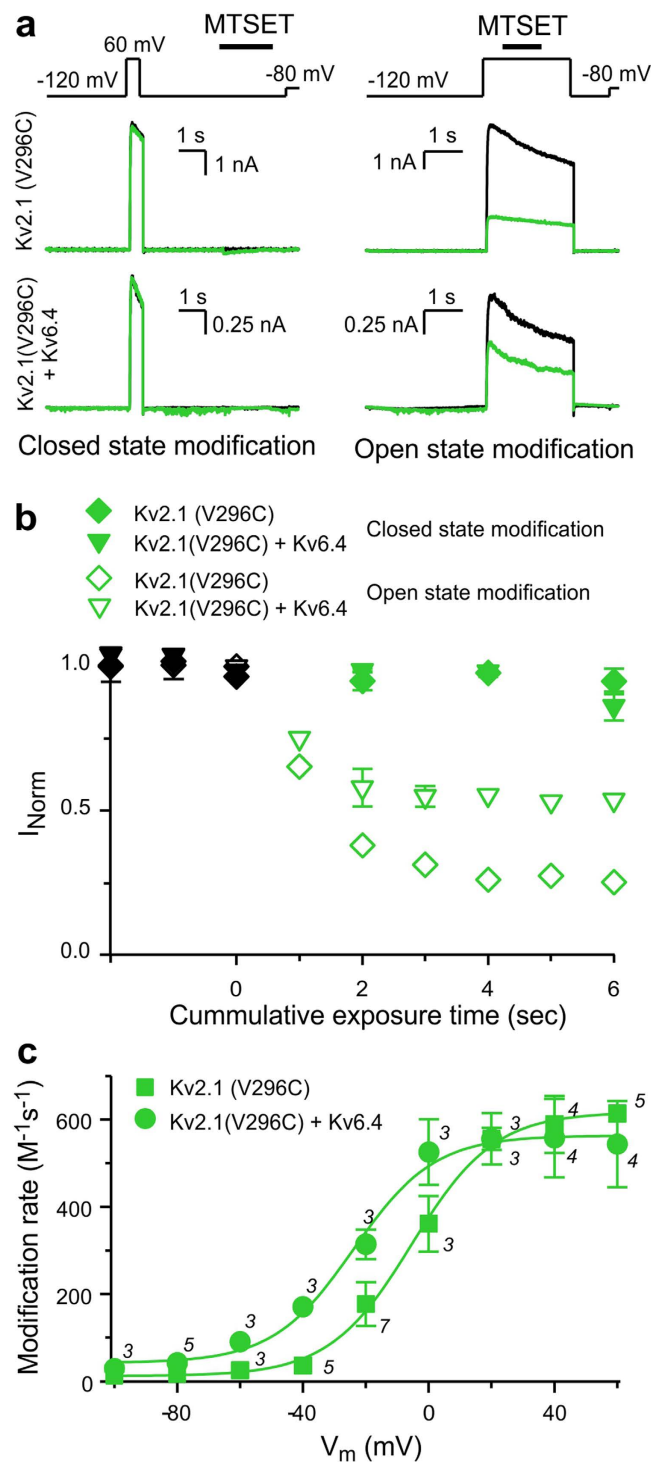 a
MTSET
MTSET
60 mV
-120 mV
-80 mV
-120 mV
-80 mV
Kv2.1 (V296C)
1 s
1 nA
1 s
1 nA
Kv2.1(V296C)
+ Kv6.4
1 s
0.25 nA
1 s
0.25 nA
Closed state modification
Open state modification
b
Kv2.1 (V296C)
Kv2.1(V296C) + Kv6.4
Closed state modification
Kv2.1(V296C)
Kv2.1(V296C) + Kv6.4
Open state modification
1.0
0.5
0.0
INorm
0
2
4
6
Cummulative exposure time (sec)
c
Kv2.1 (V296C)
Kv2.1(V296C) + Kv6.4
600
400
200
0
Modification rate (M-1s-1)
3
5
3
3
5
3
7
3
3
3
3
4
4
5
4
-80
-40
0
40
Vm (mV)